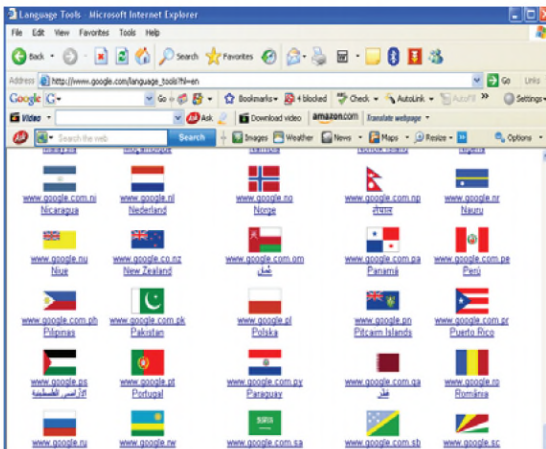 Language Tools - Microsoft Internet Explorer
File Edit View Favorites Tools Help
Back Search Favorites
Address http://www.google.com/language_tools?hl=en Go Links
Google G Go Bookmarks 4 blocked Check AutoLink AutoFill Settings
Video Ask Download video amazon.com Translate webpage
Search the web Search Images Weather News Maps Resize Options
www.google.com.ni www.google.nl www.google.no www.google.com.np www.google.nr
Nicaragua Nederland Norge नेपाल Nauru
www.google.nu www.google.co.nz www.google.com.om www.google.com.pa www.google.com.pe
Niue New Zealand Panamá Perú
www.google.com.ph www.google.com.pk www.google.pl www.google.pn www.google.com.pr
Pilipinas Pakistan Polska Pitcairn Islands Puerto Rico
www.google.ps www.google.pt www.google.com.py www.google.com.qa www.google.ro
Portugal Paraguay قطر România
www.google.ru www.google.rw www.google.com.sa www.google.com.sb www.google.sc